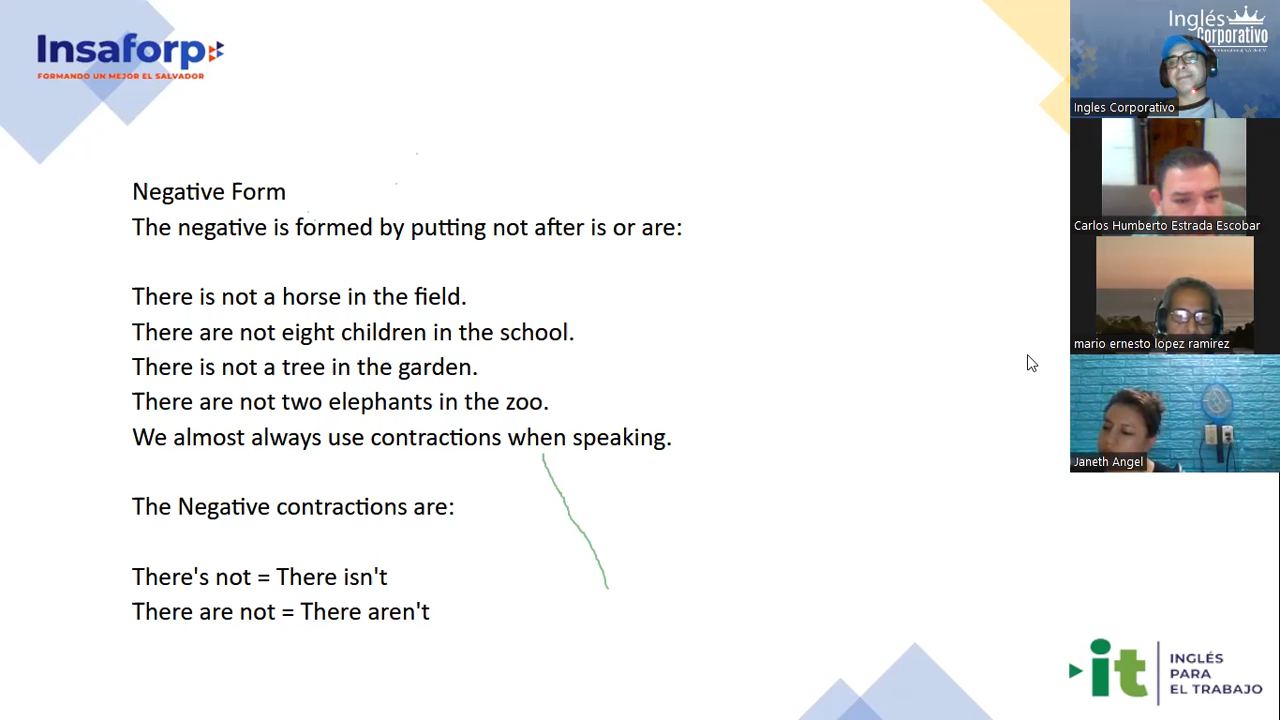 Insaforp
FORMANDO UN MEJOR EL SALVADOR
Negative Form
The negative is formed by putting not after is or are:
There is not a horse in the field.
There are not eight children in the school.
There is not a tree in the garden.
There are not two elephants in the zoo.
We almost always use contractions when speaking.
The Negative contractions are:
There's not = There isn't
There are not = There aren't
Inglés
Corporativo
Ingles Corporativo
Carlos Humberto Estrada Escobar
mario ernesto lopez ramirez
Janeth Angel
it
INGLÉS
PARA
EL TRABAJO